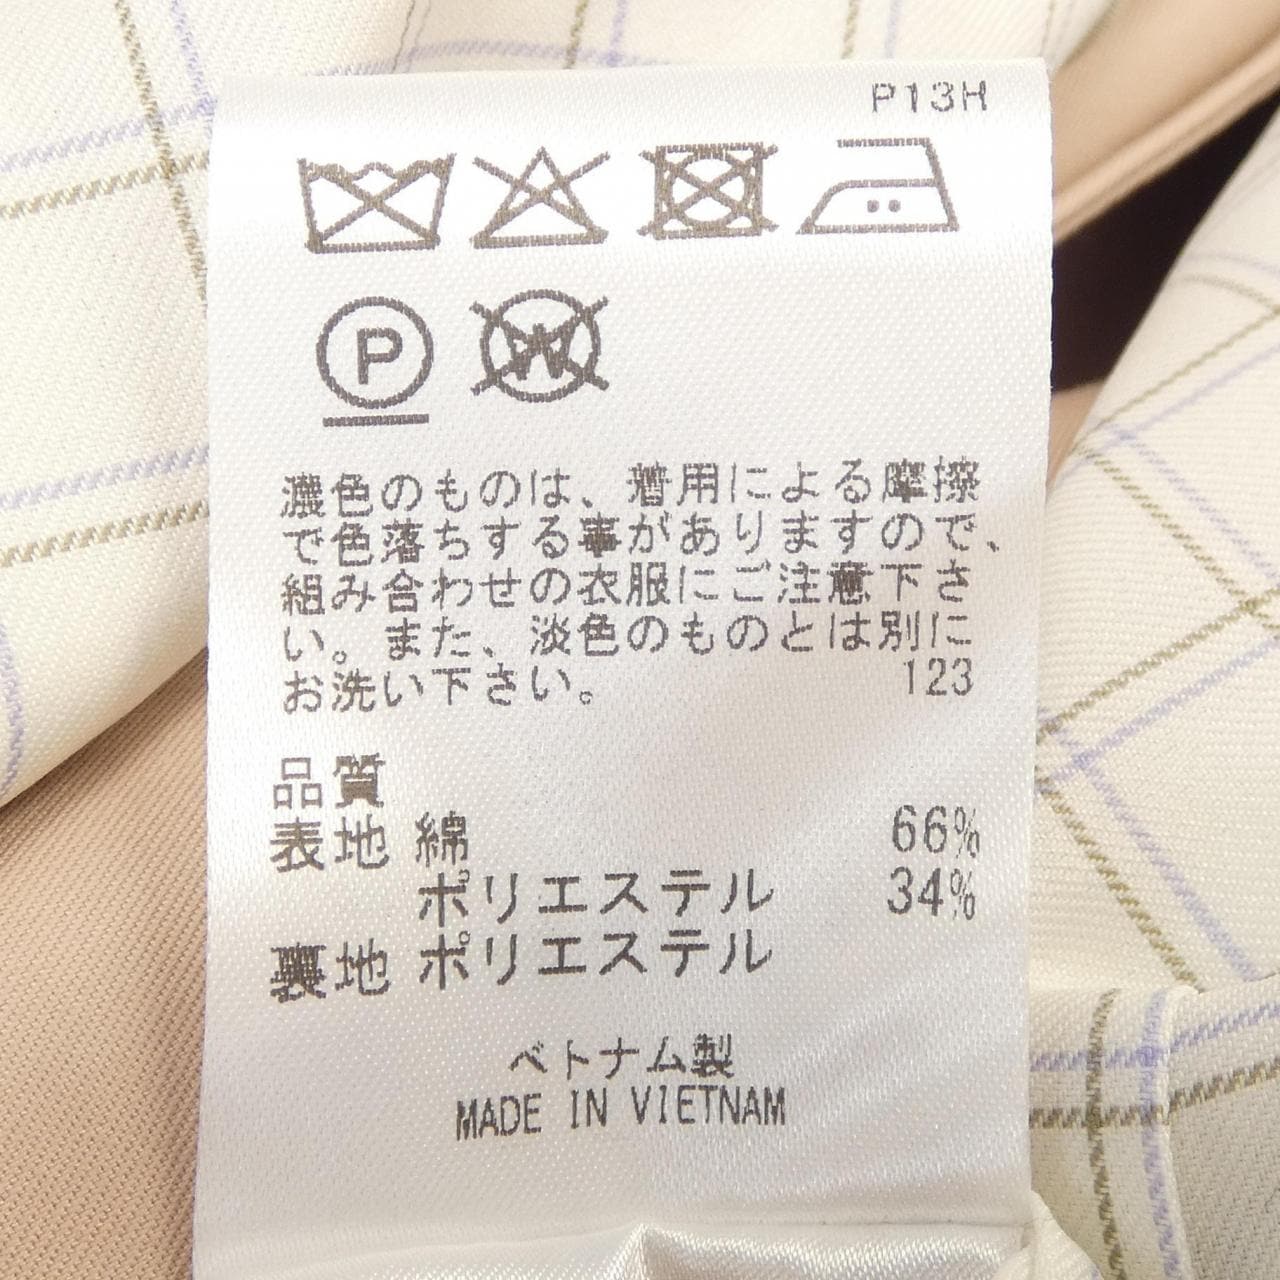 P13H
P
W
濃色のものは、着用による摩擦
で色落ちする事がありますので、
組み合わせの衣服にご注意下さ
い。また、淡色のものとは別に
お洗い下さい。 123
品質
表地 綿 66%
ポリエステル 34%
裏地 ポリエステル
ベトナム製
MADE IN VIETNAM